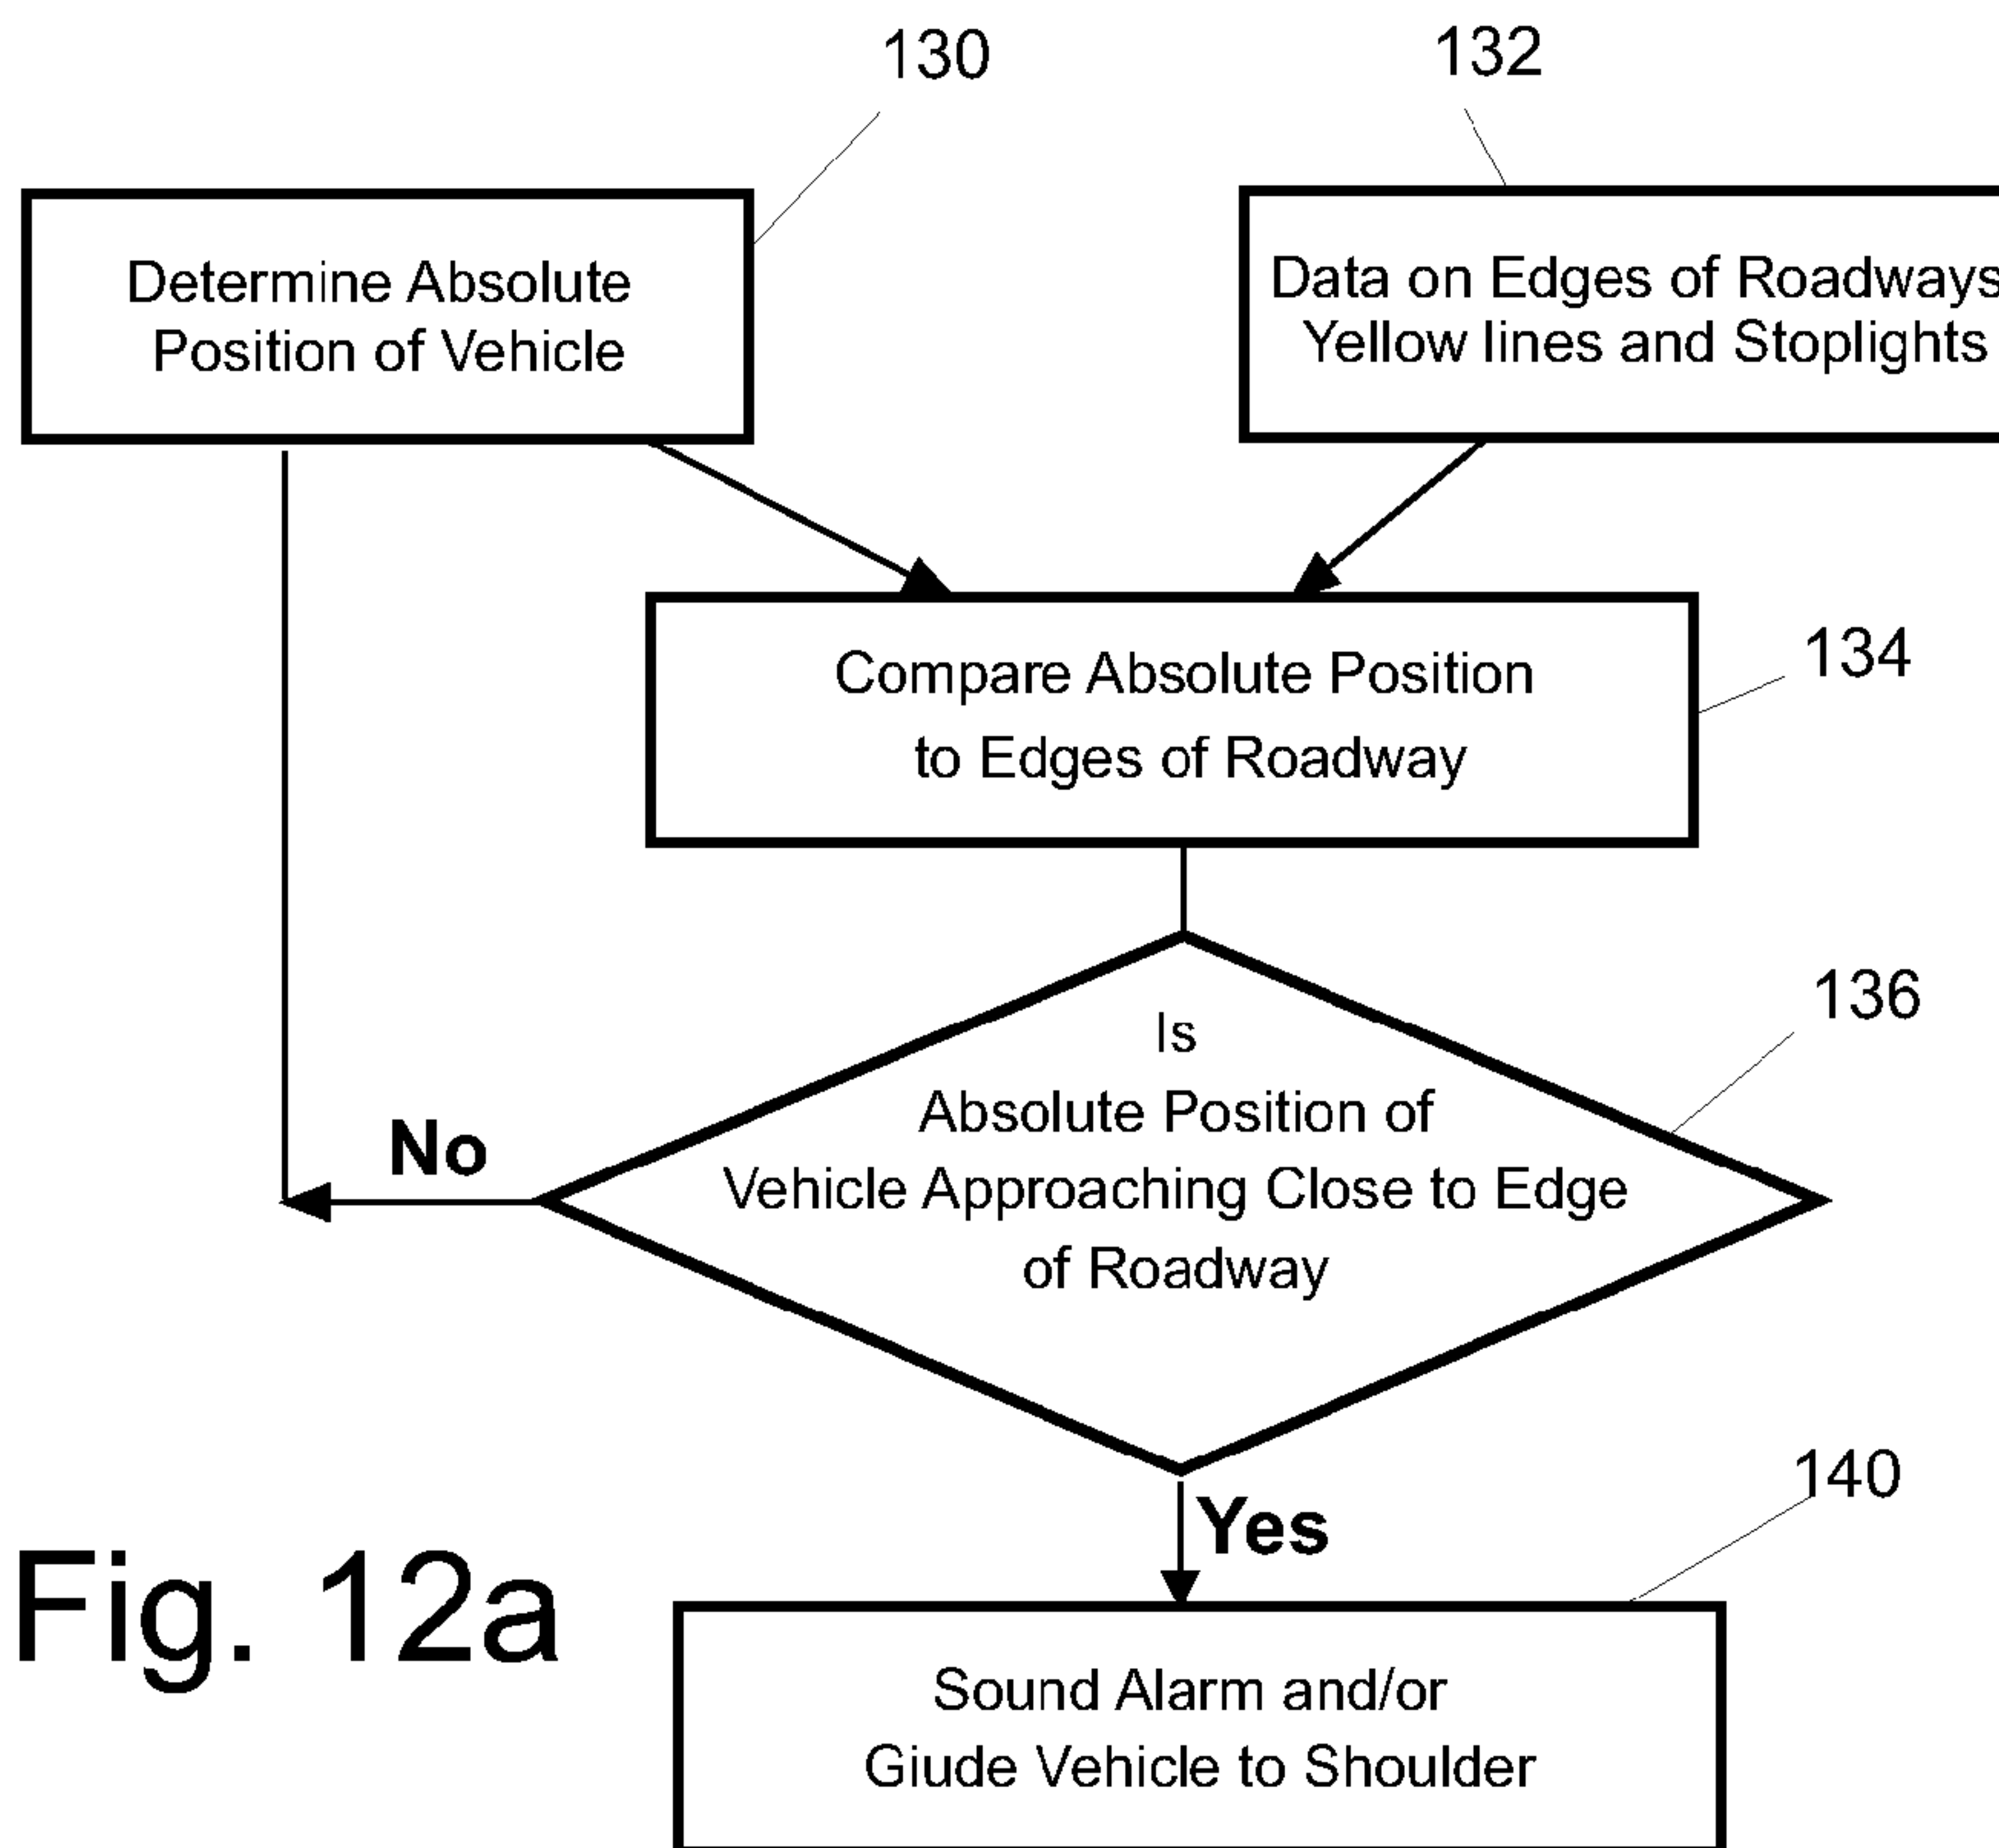 130
132
Determine Absolute
Position of Vehicle
Data on Edges of Roadways
Yellow lines and Stoplights
Compare Absolute Position
to Edges of Roadway
134
136
Is
Absolute Position of
Vehicle Approaching Close to Edge
of Roadway
No
Yes
140
Fig. 12a
Sound Alarm and/or
Giude Vehicle to Shoulder